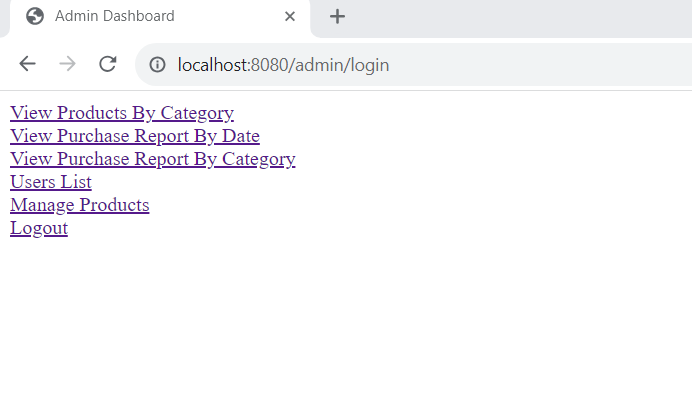 Admin Dashboard
localhost:8080/admin/login
View Products By Category
View Purchase Report By Date
View Purchase Report By Category
Users List
Manage Products
Logout